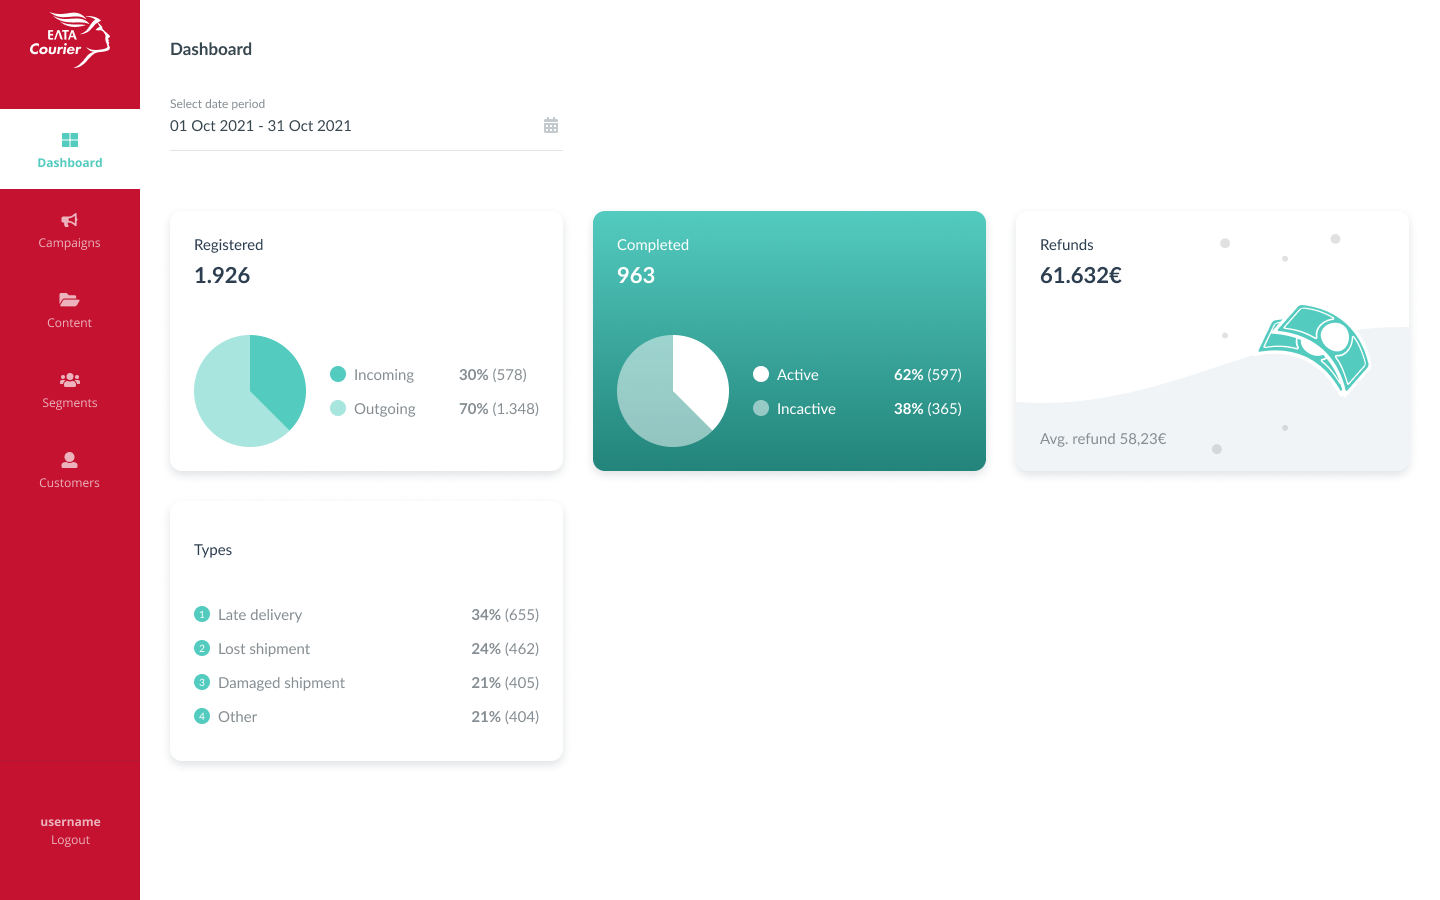 ΕΛΤΑ
Courier
Dashboard
Campaigns
Content
Segments
Customers
username
Logout
Dashboard
Select date period
01 Oct 2021 - 31 Oct 2021
Registered
1.926
Incoming 30% (578)
Outgoing 70% (1.348)
Completed
963
Active 62% (597)
Incactive 38% (365)
Refunds
61.632€
Avg. refund 58,23€
Types
1 Late delivery 34% (655)
2 Lost shipment 24% (462)
3 Damaged shipment 21% (405)
4 Other 21% (404)